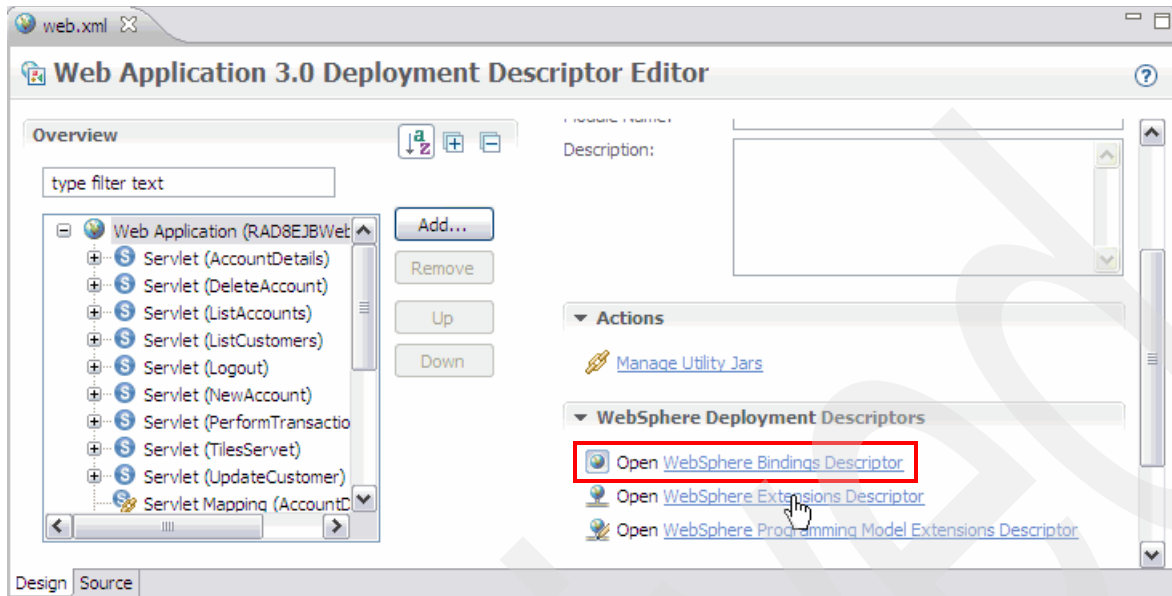 web.xml
Web Application 3.0 Deployment Descriptor Editor
Overview
type filter text
Web Application (RAD8EJBWeb
Servlet (AccountDetails)
Servlet (DeleteAccount)
Servlet (ListAccounts)
Servlet (ListCustomers)
Servlet (Logout)
Servlet (NewAccount)
Servlet (PerformTransactio
Servlet (TilesServet)
Servlet (UpdateCustomer)
Servlet Mapping (AccountD
Add...
Remove
Up
Down
Module Name:
Description:
Actions
Manage Utility Jars
WebSphere Deployment Descriptors
Open WebSphere Bindings Descriptor
Open WebSphere Extensions Descriptor
Open WebSphere Programming Model Extensions Descriptor
Design Source